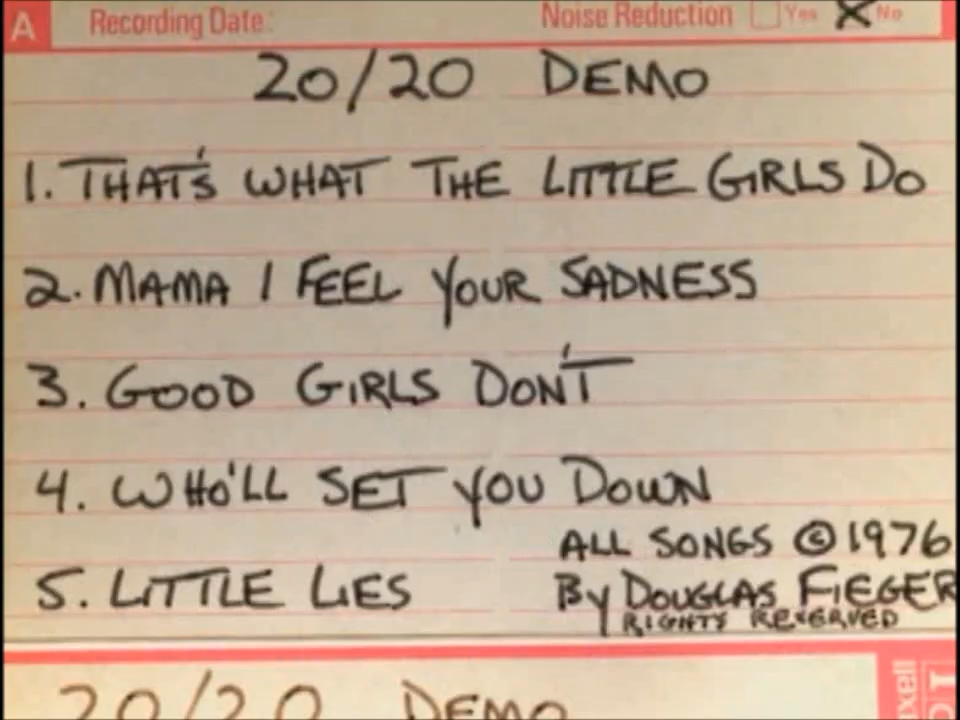 A Recording Date: Noise Reduction Yes No
20/20 DEMO
1. THAT'S WHAT THE LITTLE GIRLS DO
2. MAMA I FEEL YOUR SADNESS
3. GOOD GIRLS DON'T
4. WHO'LL SET YOU DOWN
ALL SONGS © 1976
5. LITTLE LIES
By DOUGLAS FIEGER
RIGHTS RESERVED
20/20 DEMO